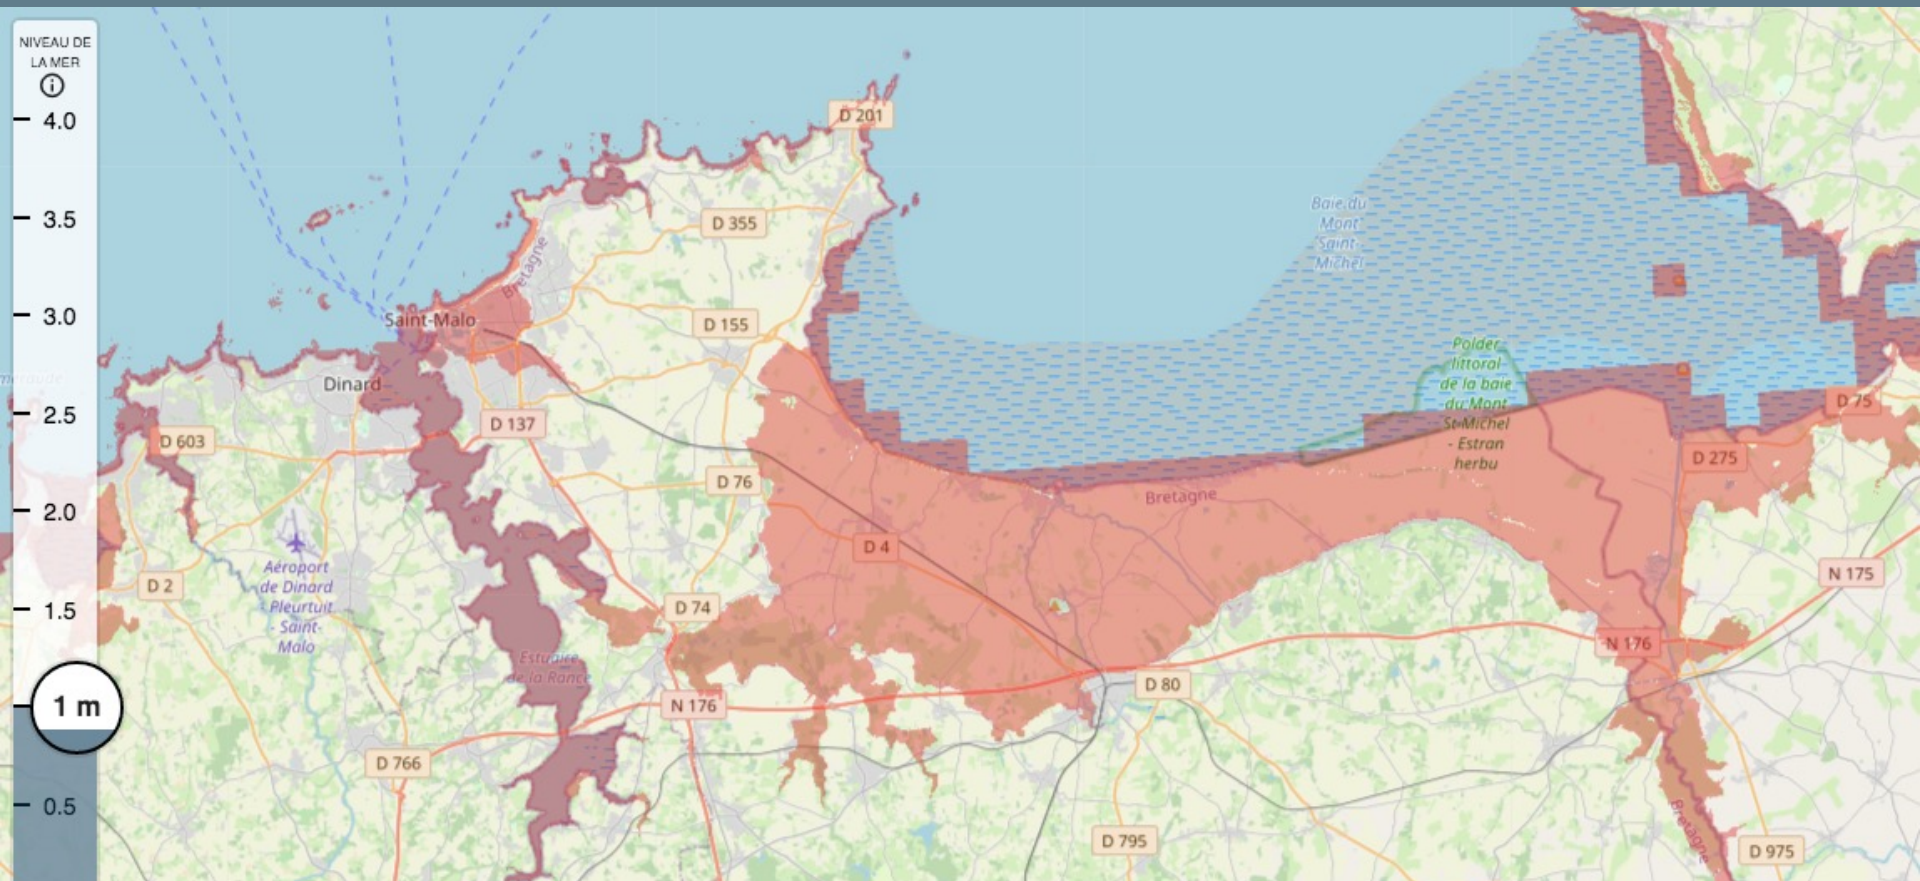 NIVEAU DE
LA MER
4.0
3.5
3.0
2.5
2.0
1.5
1 m
0.5
D 201
D 355
Bretagne
Baie du
Mont
Saint-
Michel
Saint-Malo
D 155
Dinard
Polder
littoral
de la baie
du Mont
St-Michel
- Estran
herbu
D 75
D 137
D 603
D 275
D 76
Bretagne
D 4
Aéroport
de Dinard
- Pleurtuit
- Saint-
Malo
D 2
N 175
D 74
N 176
Estuaire
de la Rance
D 80
N 176
D 766
D 795
Bretagne
D 975